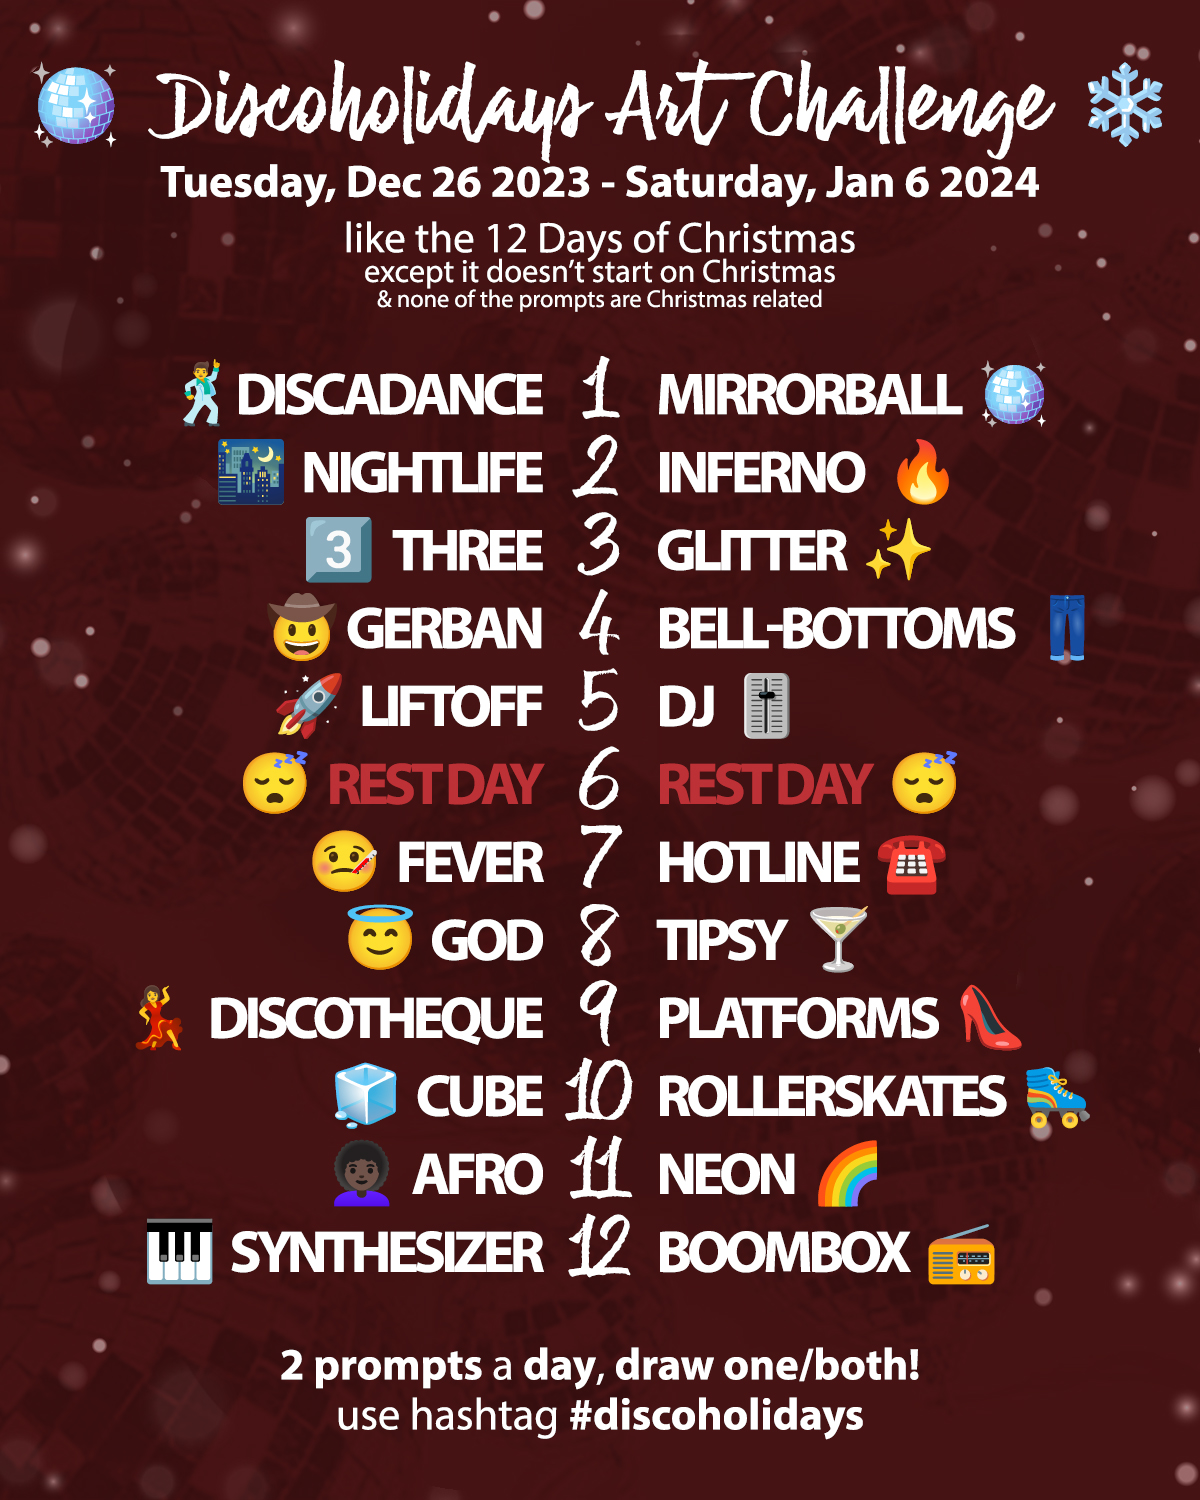 Discoholidays Art Challenge
Tuesday, Dec 26 2023 - Saturday, Jan 6 2024
like the 12 Days of Christmas
except it doesn't start on Christmas
& none of the prompts are Christmas related
DISCADANCE 1 MIRRORBALL
NIGHTLIFE 2 INFERNO
3 THREE 3 GLITTER
GERBAN 4 BELL-BOTTOMS
LIFTOFF 5 DJ
REST DAY 6 REST DAY
FEVER 7 HOTLINE
GOD 8 TIPSY
DISCOTHEQUE 9 PLATFORMS
CUBE 10 ROLLERSKATES
AFRO 11 NEON
SYNTHESIZER 12 BOOMBOX
2 prompts a day, draw one/both!
use hashtag #discoholidays